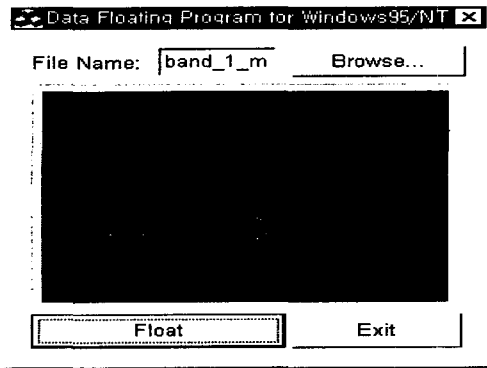 Data Floating Program for Windows95/NT
File Name: band_1_m Browse...
Float Exit